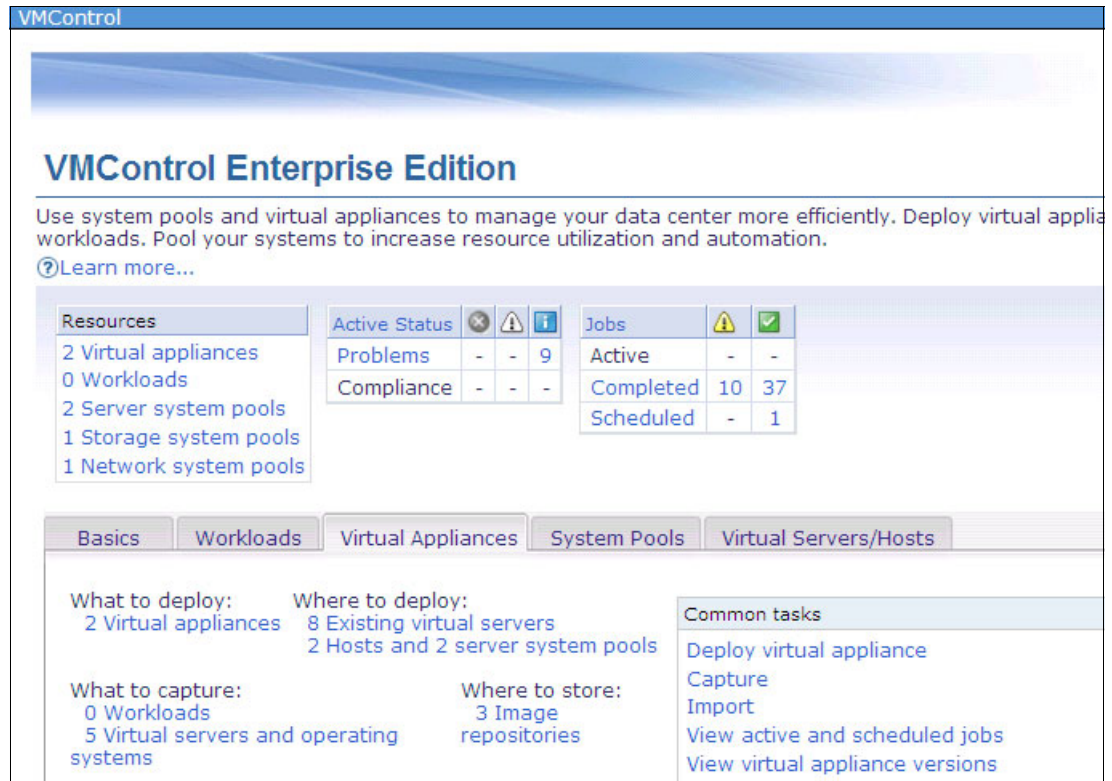 VMControl
VMControl Enterprise Edition
Use system pools and virtual appliances to manage your data center more efficiently. Deploy virtual
workloads. Pool your systems to increase resource utilization and automation.
?Learn more...
Resources
2 Virtual appliances
0 Workloads
2 Server system pools
1 Storage system pools
1 Network system pools
Active Status
Problems - - 9
Compliance - - -
Jobs
Active - -
Completed 10 37
Scheduled - 1
Basics Workloads Virtual Appliances System Pools Virtual Servers/Hosts
What to deploy:
2 Virtual appliances
Where to deploy:
8 Existing virtual servers
2 Hosts and 2 server system pools
What to capture:
0 Workloads
5 Virtual servers and operating
systems
Where to store:
3 Image
repositories
Common tasks
Deploy virtual appliance
Capture
Import
View active and scheduled jobs
View virtual appliance versions